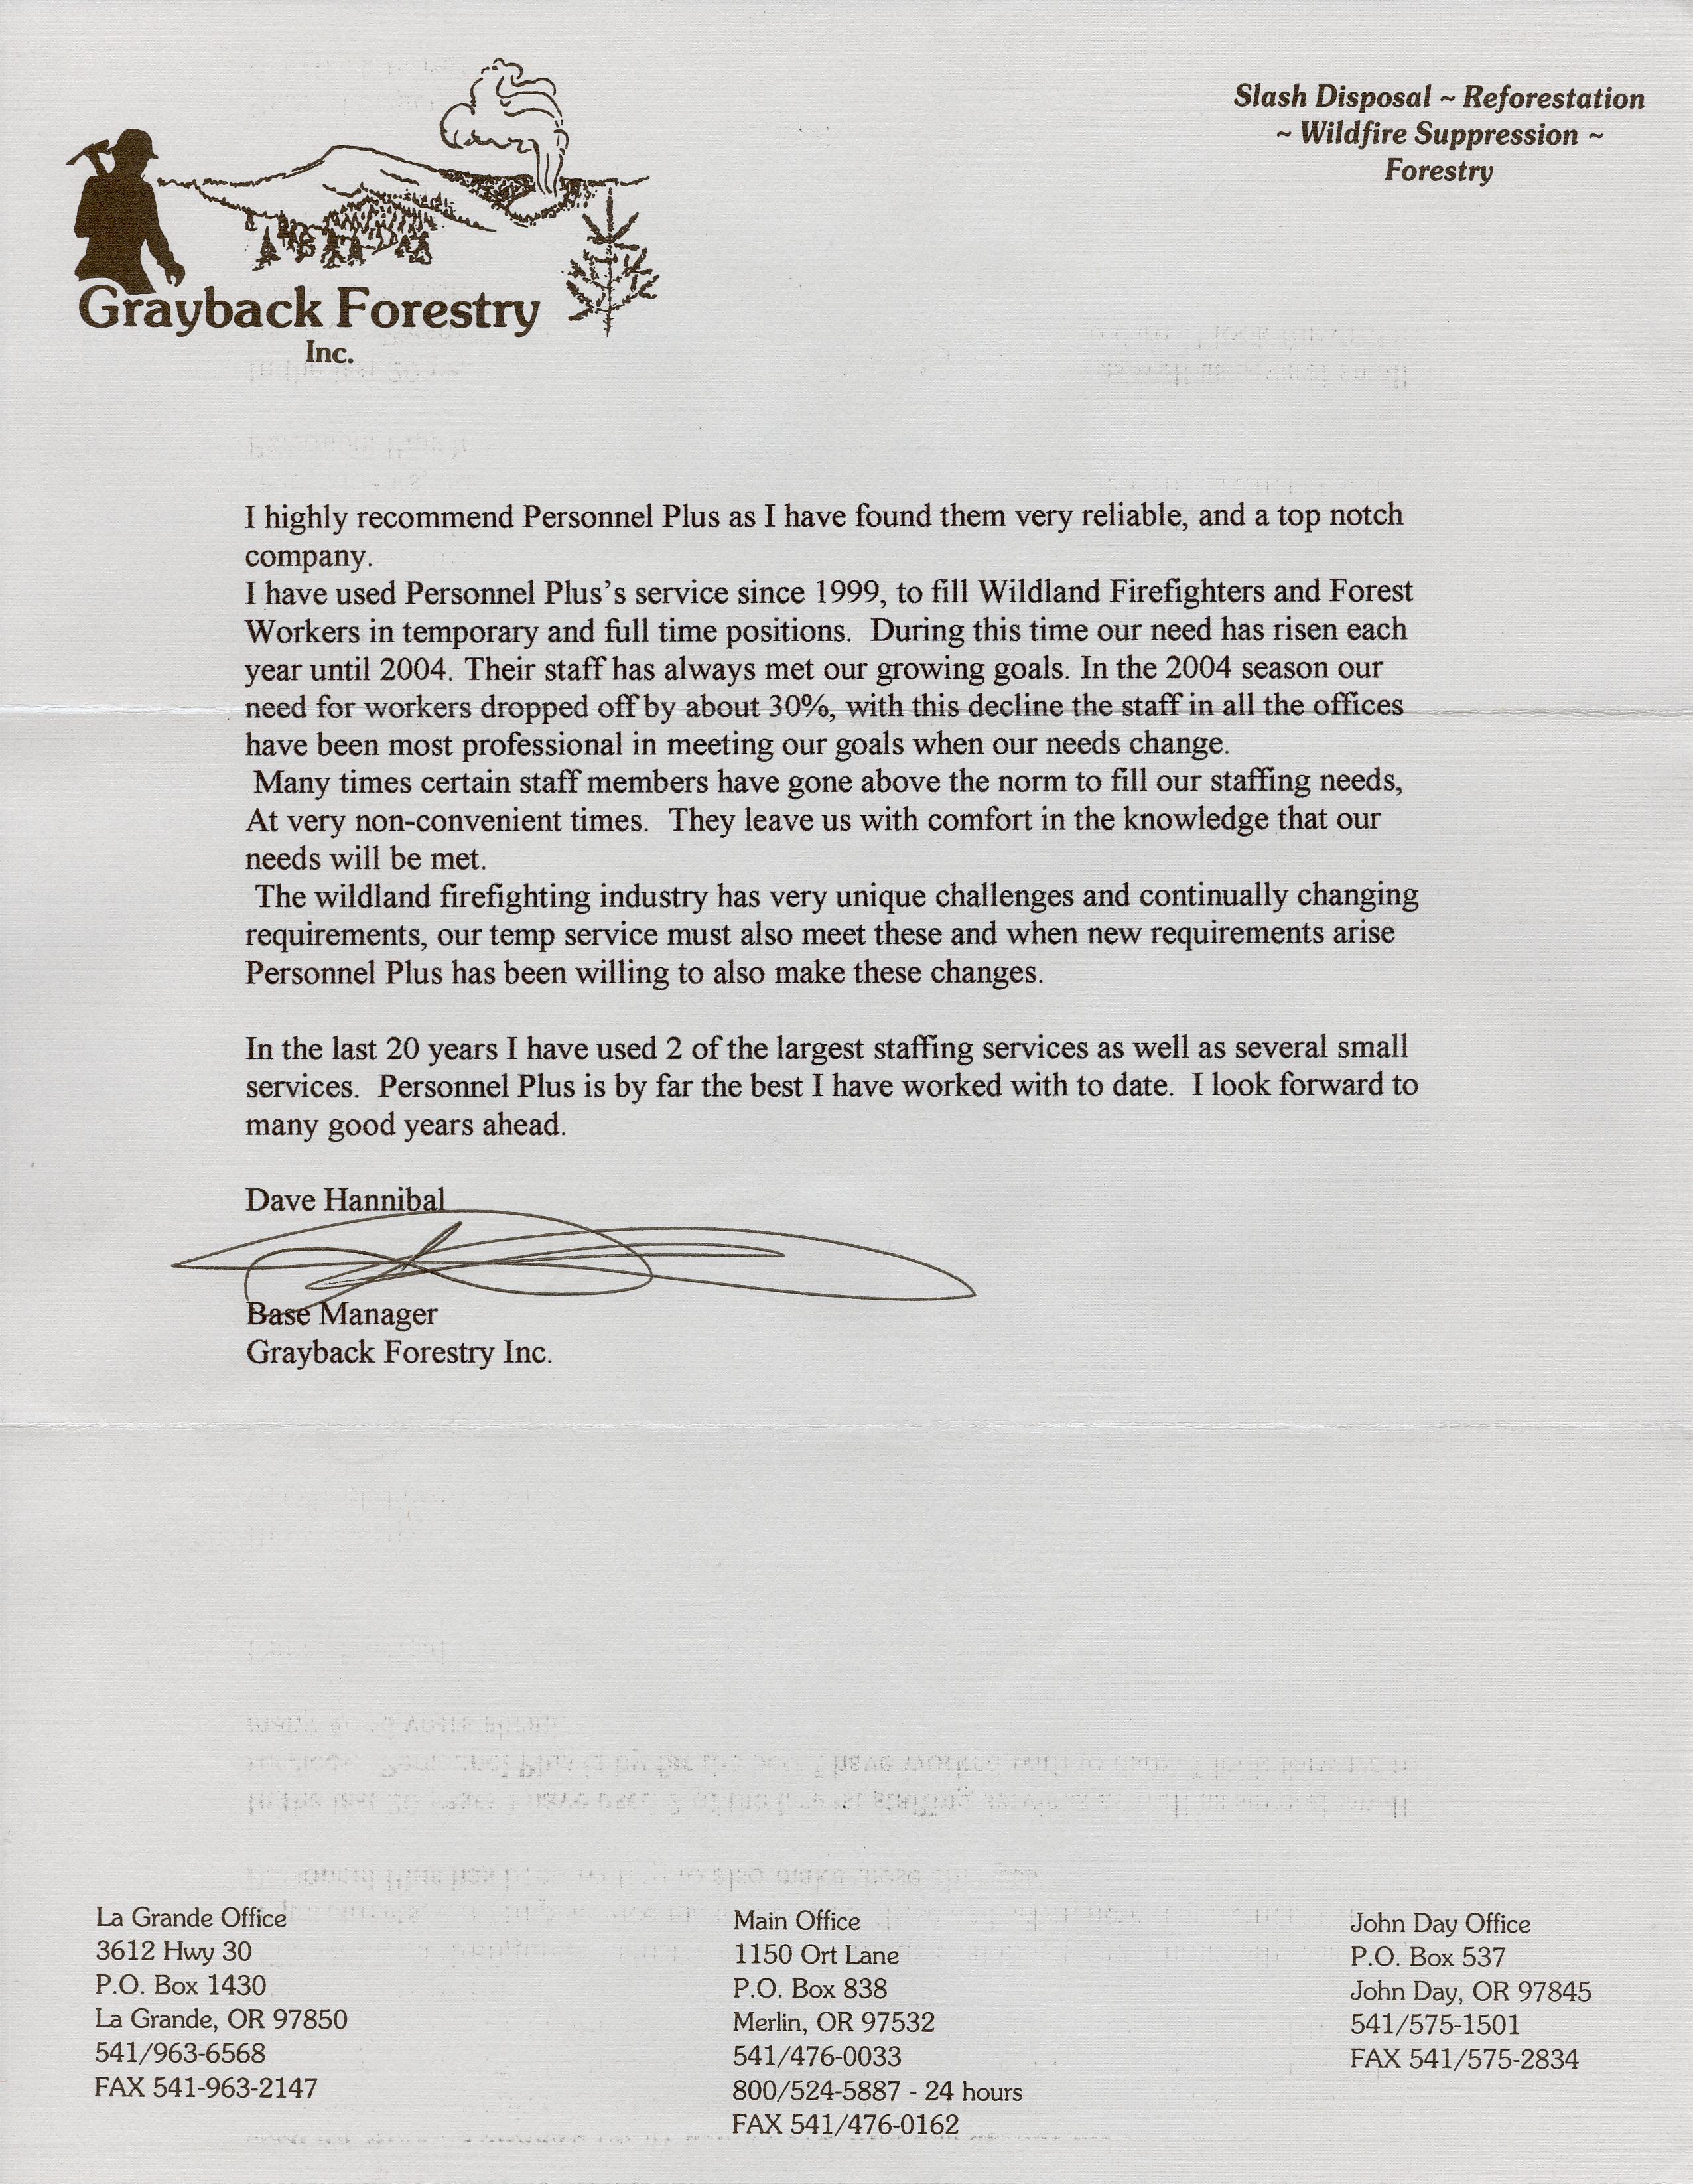 Slash Disposal ~ Reforestation
~ Wildfire Suppression ~
Forestry
Grayback Forestry
Inc.
I highly recommend Personnel Plus as I have found them very reliable, and a top notch
company.
I have used Personnel Plus's service since 1999, to fill Wildland Firefighters and Forest
Workers in temporary and full time positions.  During this time our need has risen each
year until 2004. Their staff has always met our growing goals. In the 2004 season our
need for workers dropped off by about 30%, with this decline the staff in all the offices
have been most professional in meeting our goals when our needs change.
Many times certain staff members have gone above the norm to fill our staffing needs,
At very non-convenient times.  They leave us with comfort in the knowledge that our
needs will be met.
The wildland firefighting industry has very unique challenges and continually changing
requirements, our temp service must also meet these and when new requirements arise
Personnel Plus has been willing to also make these changes.
In the last 20 years I have used 2 of the largest staffing services as well as several small
services.  Personnel Plus is by far the best I have worked with to date.  I look forward to
many good years ahead.
Dave Hannibal
Base Manager
Grayback Forestry Inc.
La Grande Office
3612 Hwy 30
P.O. Box 1430
La Grande, OR 97850
541/963-6568
FAX 541-963-2147
Main Office
1150 Ort Lane
P.O. Box 838
Merlin, OR 97532
541/476-0033
800/524-5887 - 24 hours
FAX 541/476-0162
John Day Office
P.O. Box 537
John Day, OR 97845
541/575-1501
FAX 541/575-2834